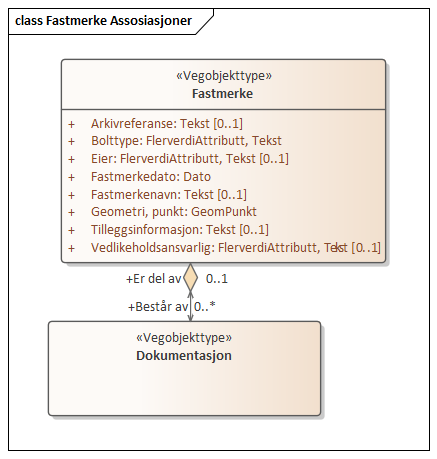 class Fastmerke Assosiasjoner
«Vegobjekttype»
Fastmerke
+ Arkivreferanse: Tekst [0..1]
+ Bolttype: FlerverdiAttributt, Tekst
+ Eier: FlerverdiAttributt, Tekst [0..1]
+ Fastmerkedato: Dato
+ Fastmerkenavn: Tekst [0..1]
+ Geometri, punkt: GeomPunkt
+ Tilleggsinformasjon: Tekst [0..1]
+ Vedlikeholdsansvarlig: FlerverdiAttributt, Tekst [0..1]
+Er del av 0..1
+Består av 0..*
«Vegobjekttype»
Dokumentasjon